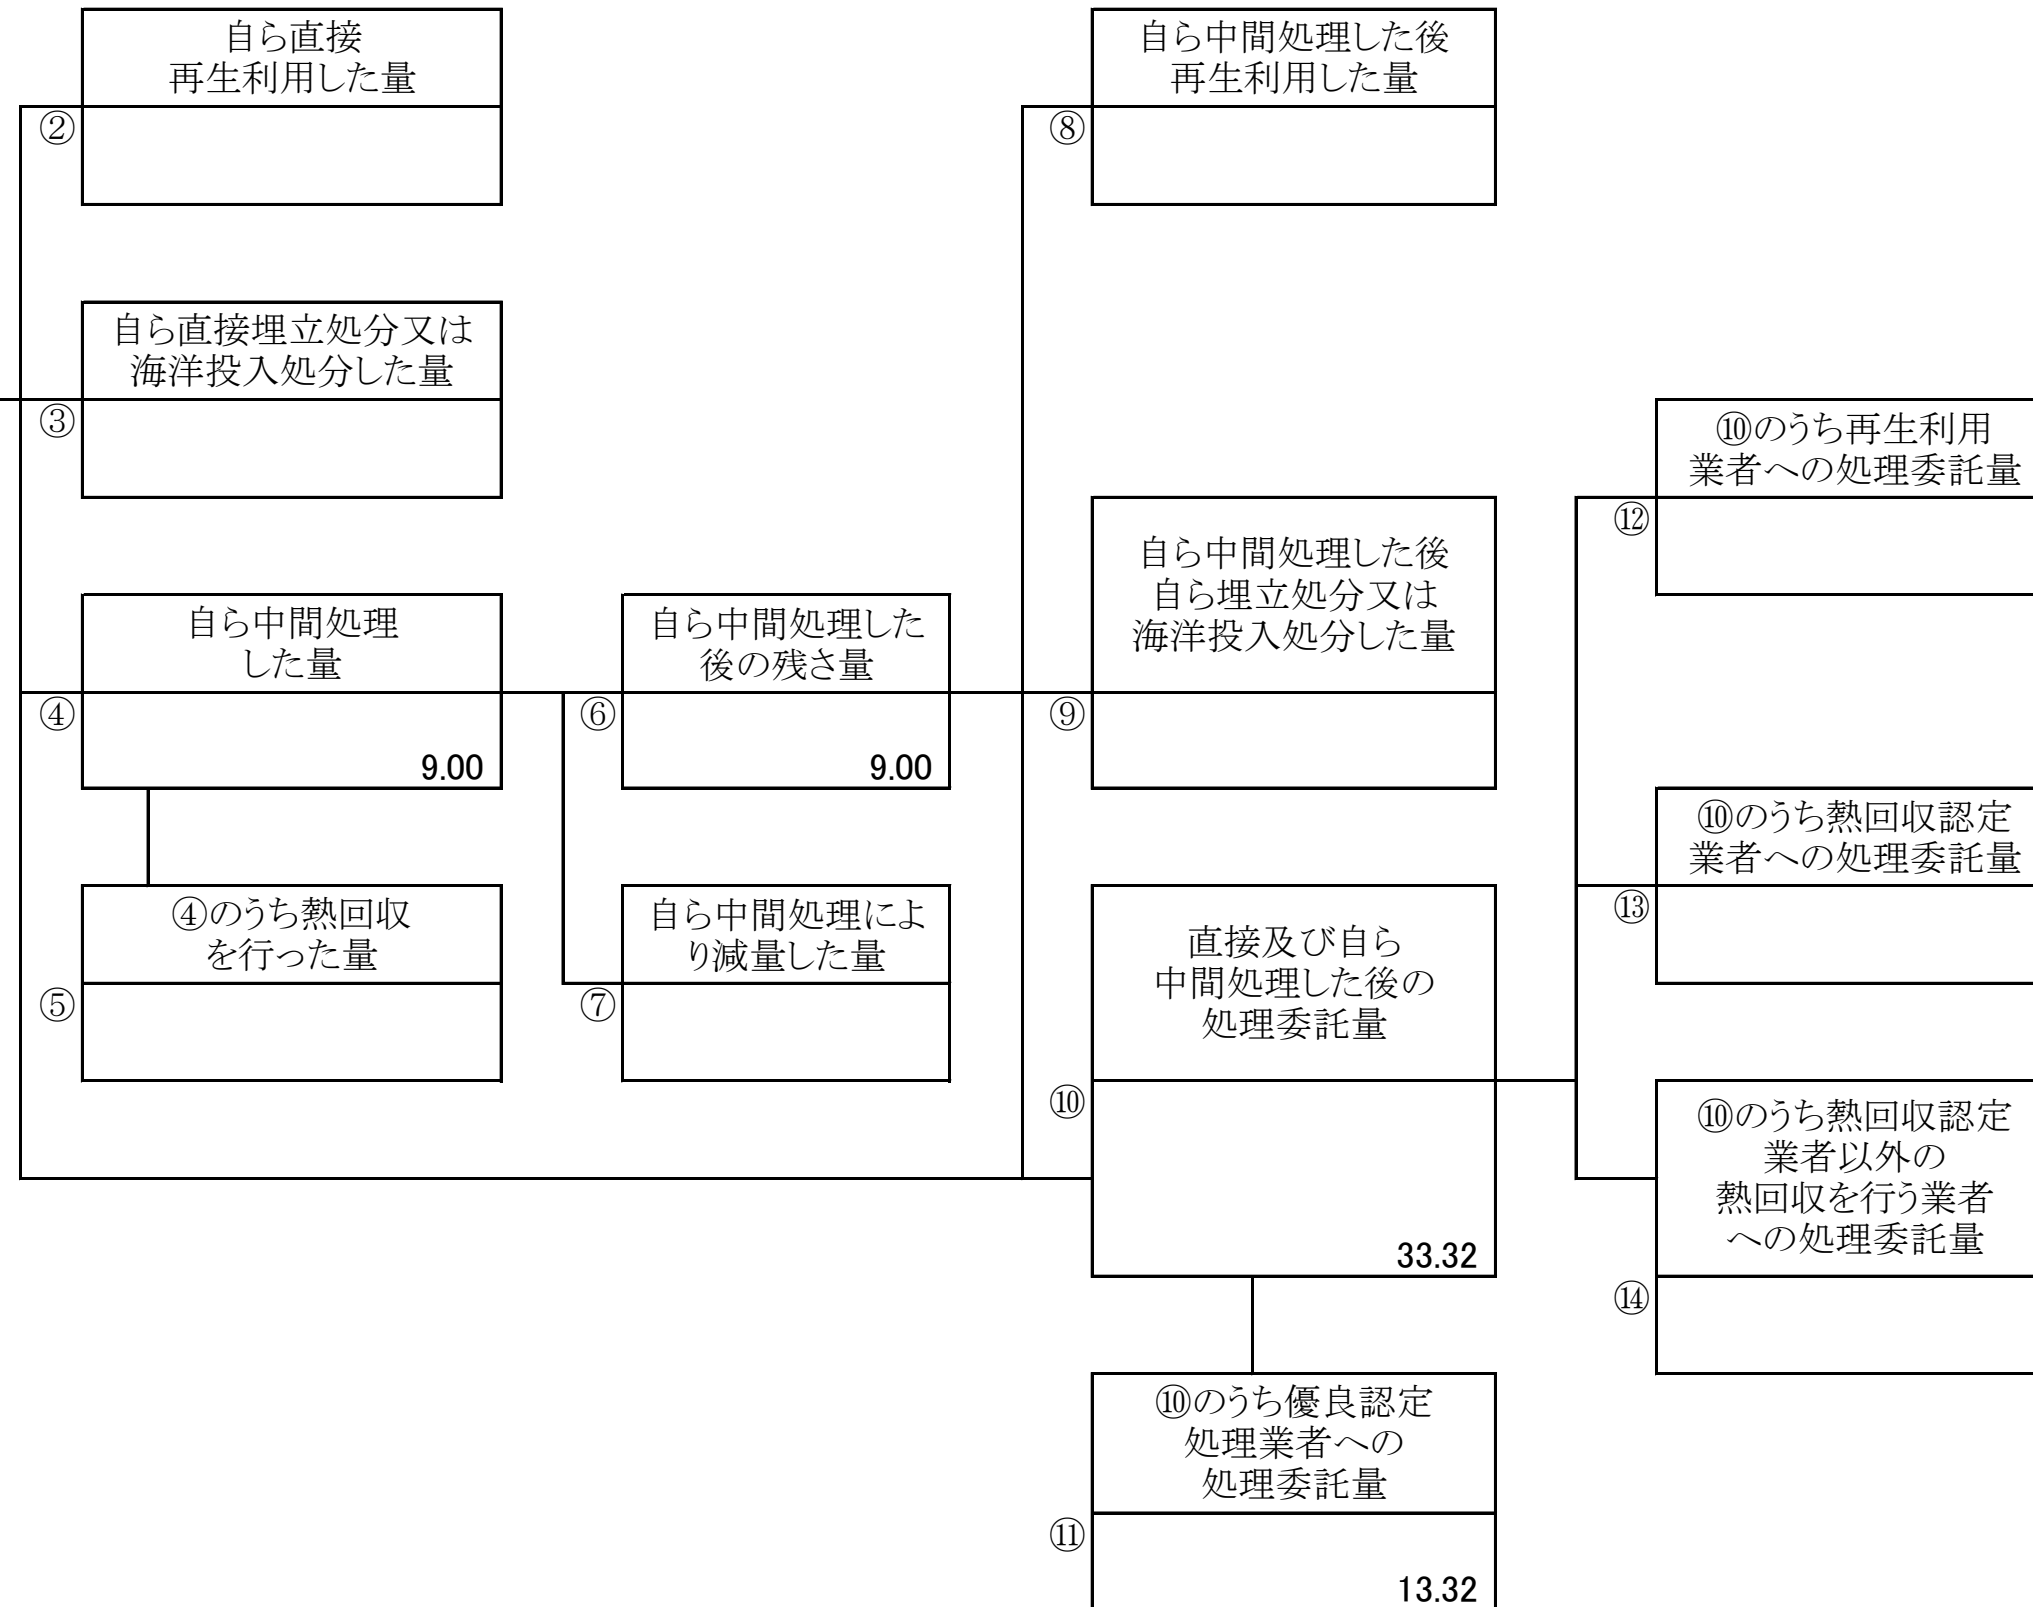 自ら直接
再生利用した量
②
自ら直接埋立処分又は
海洋投入処分した量
③
自ら中間処理
した量
④
9.00
④のうち熱回収
を行った量
⑤
自ら中間処理した
後の残さ量
⑥
9.00
自ら中間処理によ
り減量した量
⑦
自ら中間処理した後
再生利用した量
⑧
自ら中間処理した後
自ら埋立処分又は
海洋投入処分した量
⑨
直接及び自ら
中間処理した後の
処理委託量
⑩
33.32
⑩のうち優良認定
処理業者への
処理委託量
⑪
13.32
⑩のうち再生利用
業者への処理委託量
⑫
⑩のうち熱回収認定
業者への処理委託量
⑬
⑩のうち熱回収認定
業者以外の
熱回収を行う業者
への処理委託量
⑭